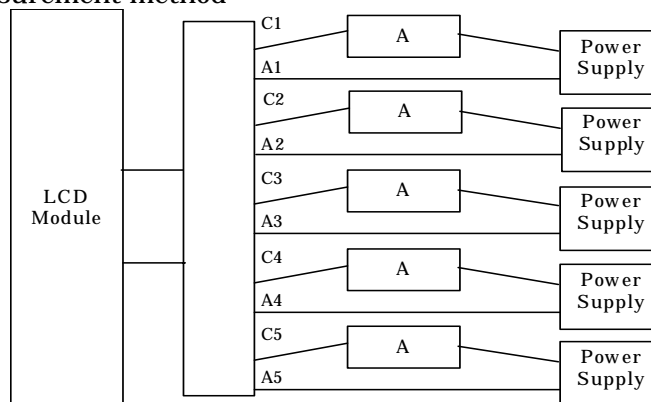 surement method
C1
A
Power
Supply
A1
C2
A
Power
Supply
A2
C3
A
Power
Supply
LCD
Module
A3
C4
A
Power
Supply
A4
C5
A
Power
Supply
A5